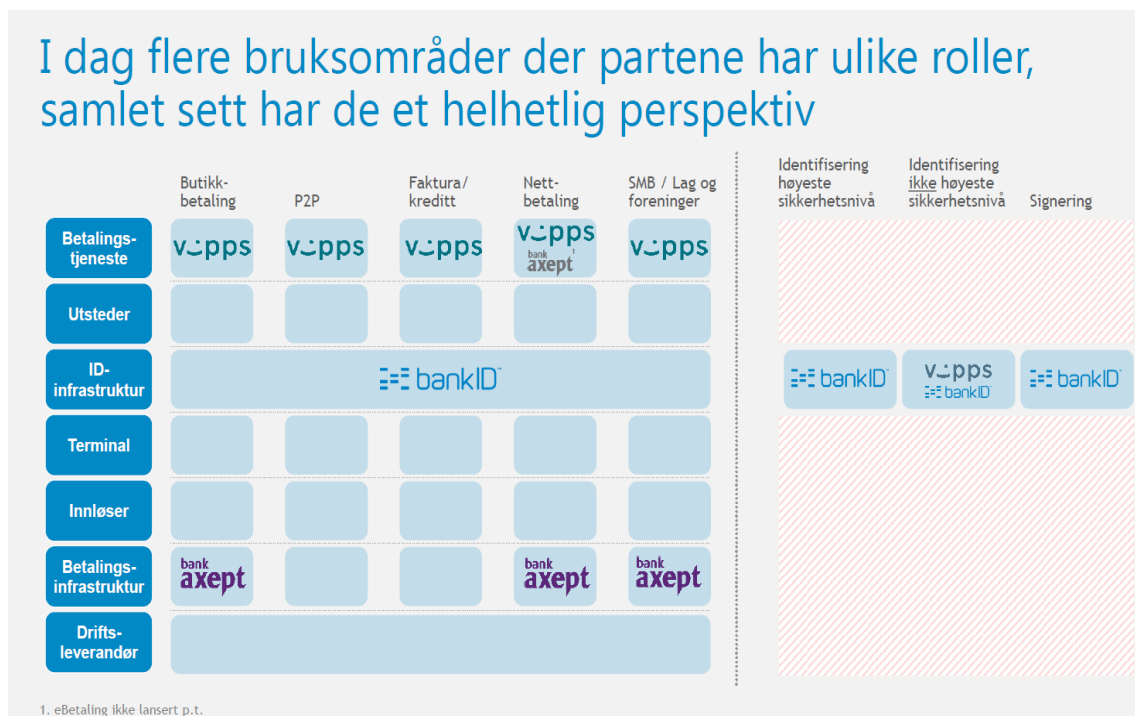 I dag flere bruksområder der partene har ulike roller,
samlet sett har de et helhetlig perspektiv
Butikk-
betaling
P2P
Faktura/
kreditt
Nett-
betaling
SMB / Lag og
foreninger
Identifisering
høyeste
sikkerhetsnivå
Identifisering
ikke høyeste
sikkerhetsnivå
Signering
Betalings-
tjeneste
vipps
vipps
vipps
vipps
bank
axept 1
vipps
Utsteder
ID-
infrastruktur
bankID
bankID
vipps
bankID
bankID
Terminal
Innløser
Betalings-
infrastruktur
bank
axept
bank
axept
bank
axept
Drifts-
leverandør
1. eBetaling ikke lansert p.t.